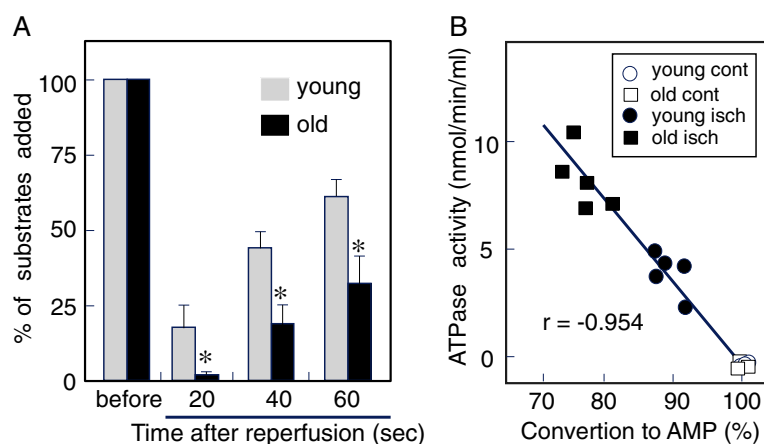 A
% of substrates added
100
75
50
25
0
young
old
*
*
*
before
20
40
60
Time after reperfusion (sec)
B
ATPase activity (nmol/min/ml)
10
5
0
young cont
old cont
young isch
old isch
r = -0.954
70
80
90
100
Convertion to AMP (%)